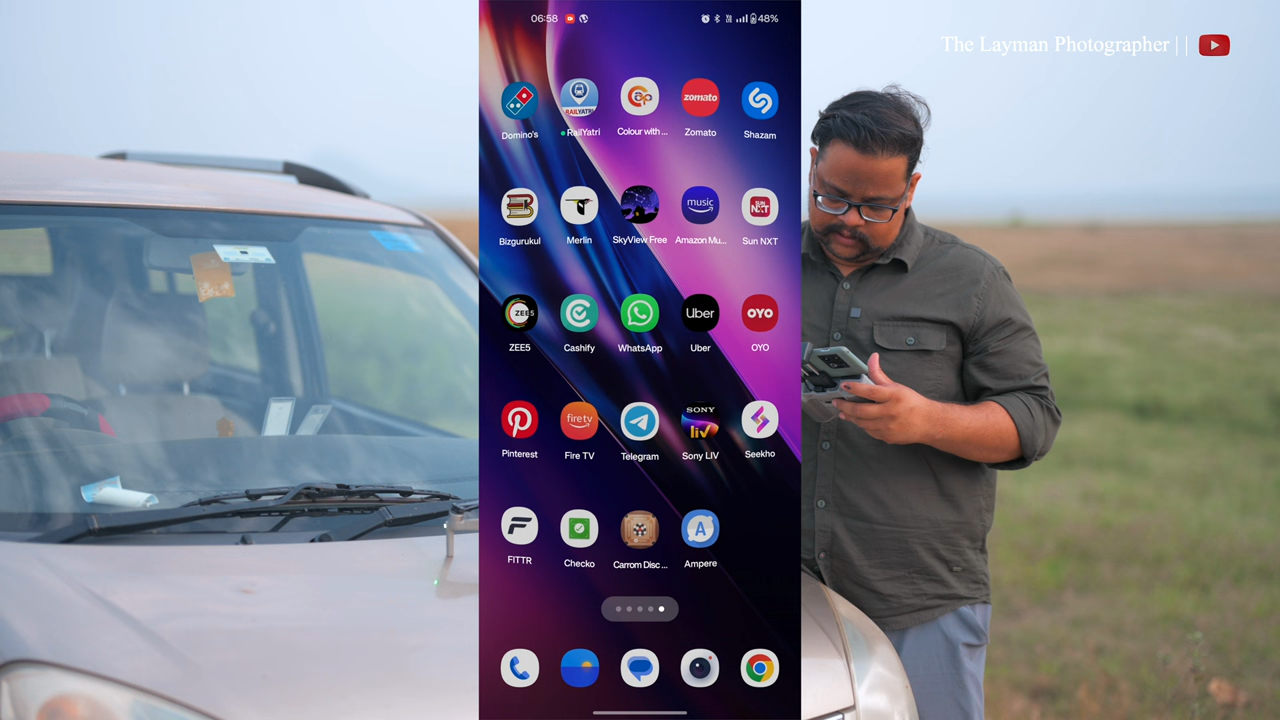 The Layman Photographer ||
06:58
48%
RAILYATRI
zomato
Domino's
RailYatri
Colour with ...
Zomato
Shazam
music
SUN
NXT
Bizgurukul
Merlin
SkyView Free
Amazon Mu...
Sun NXT
ZEE5
Uber
OYO
ZEE5
Cashify
WhatsApp
Uber
OYO
fire tv
SONY
liv
Pinterest
Fire TV
Telegram
Sony LIV
Seekho
A
FITTR
Checko
Carrom Disc ...
Ampere